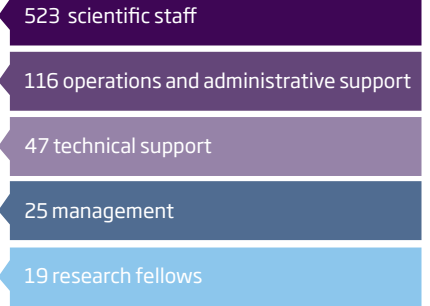 523 scientific staff
116 operations and administrative support
47 technical support
25 management
19 research fellows